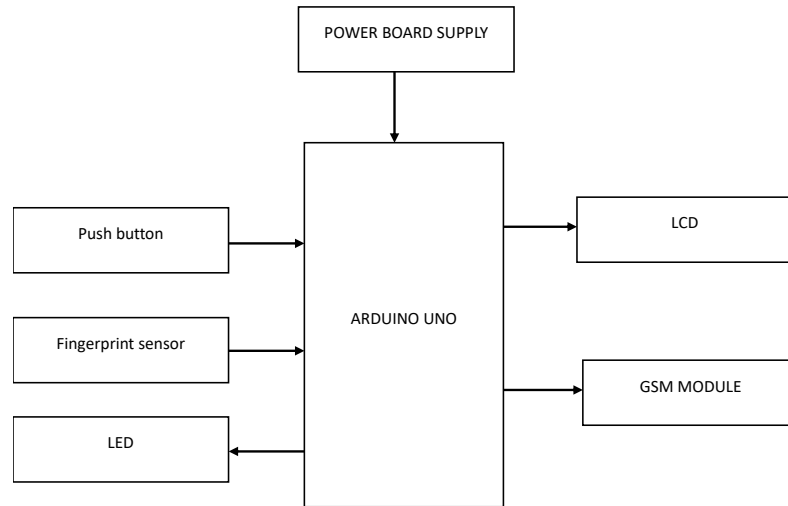 POWER BOARD SUPPLY
Push button
LCD
ARDUINO UNO
Fingerprint sensor
GSM MODULE
LED